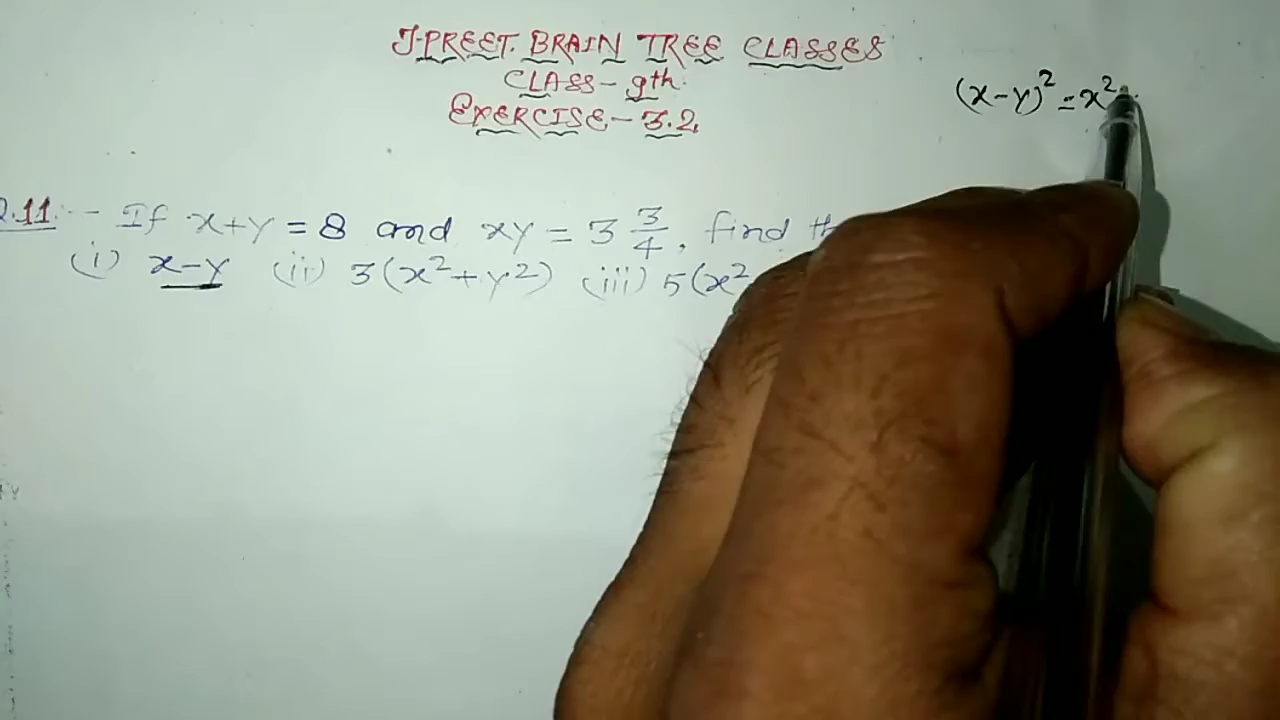 J-PREET. BRAIN TREE CLASSES
CLASS - 9th.
EXERCISE - 3.2
(x-y)² = x²
Q.11. - If x+y = 8 and xy = 3 3/4, find
(i) x-y (ii) 3(x²+y²) (iii) 5(x²